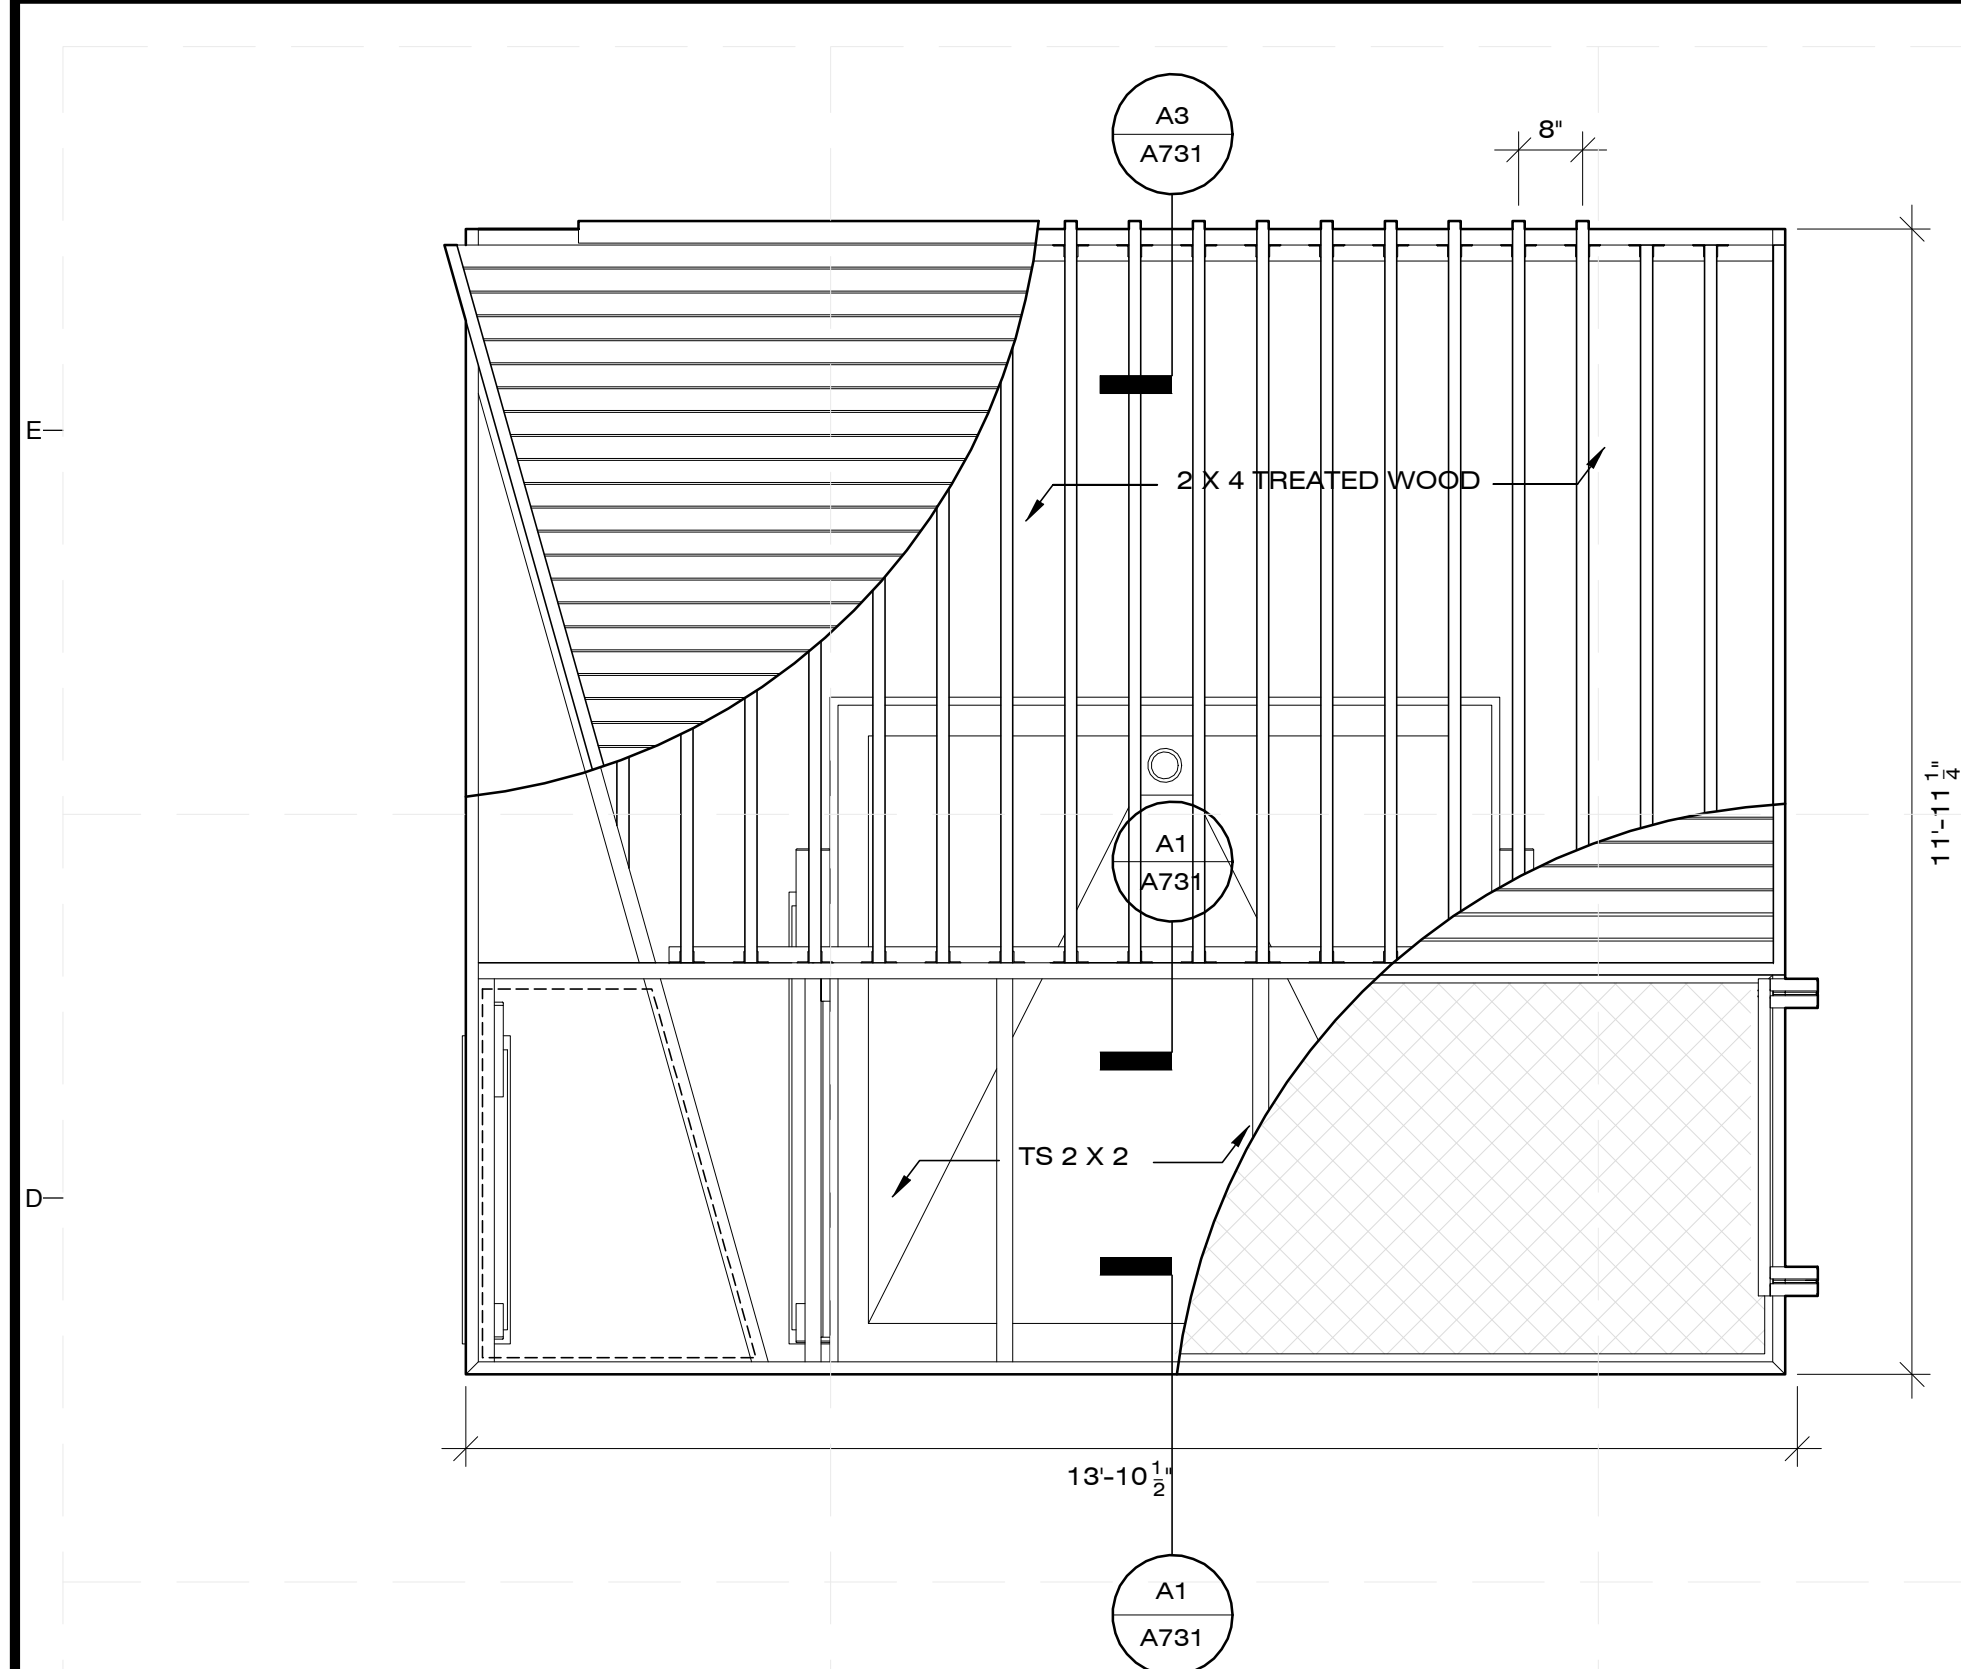 A3
A731
8"
E
2 X 4 TREATED WOOD
11'-11 1/4"
A1
A731
TS 2 X 2
D
13'-10 1/2"
A1
A731